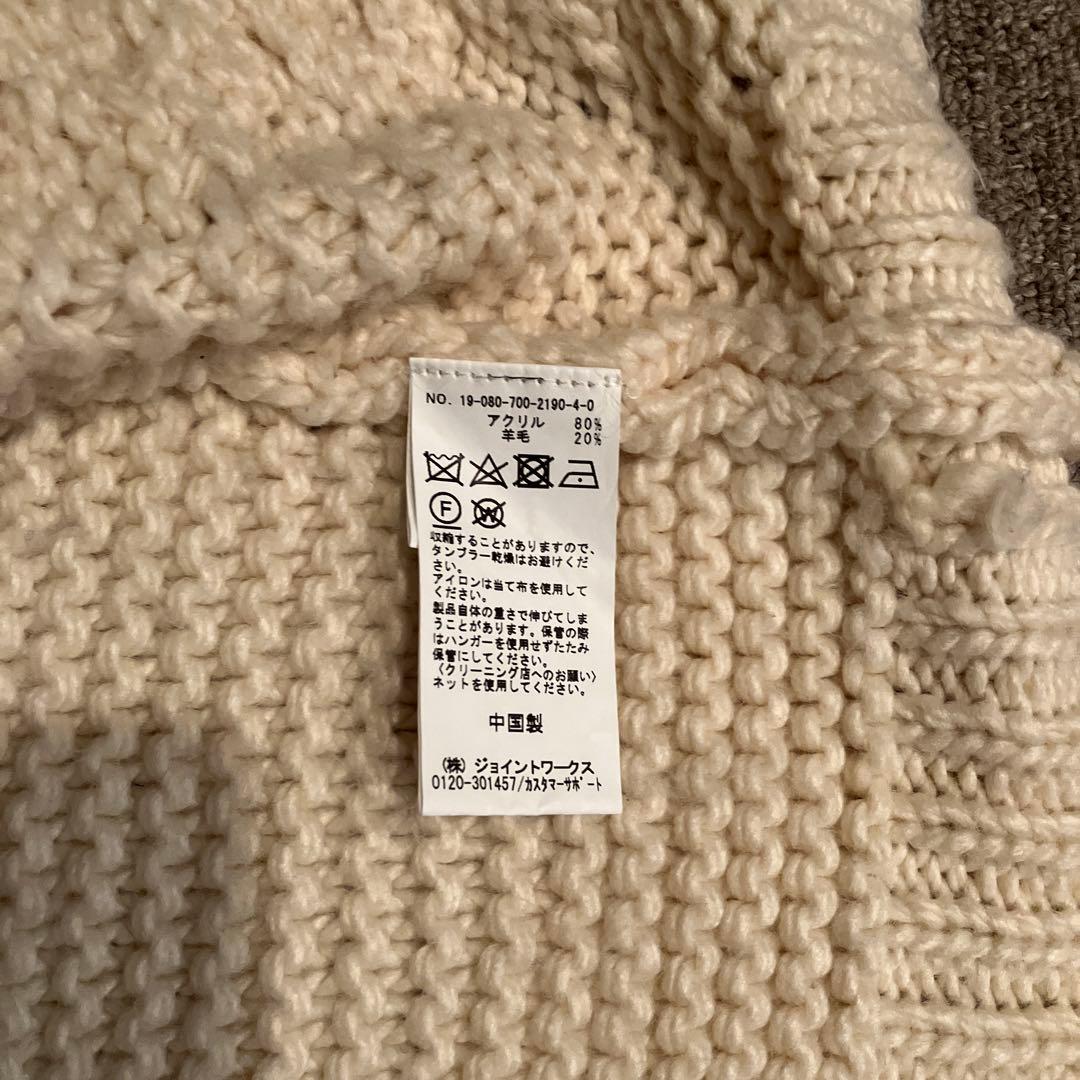 NO. 19-080-700-2190-4-0
アクリル 80%
羊毛 20%
F W
収縮することがありますので、
タンブラー乾燥はお避けくだ
さい。
アイロンは当て布を使用して
ください。
製品自体の重さで伸びてしま
うことがあります。保管の際
はハンガーを使用せずたたみ
保管にしてください。
〈クリーニング店へのお願い〉
ネットを使用してください。
中国製
(株)ジョイントワークス
0120-301457/カスタマーサポート